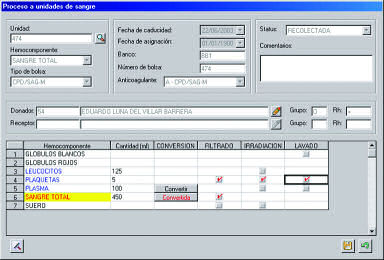 Proceso a unidades de sangre
Unidad:
474
Hemocomponente:
SANGRE TOTAL
Tipo de bolsa:
CPD/SAG-M
Fecha de caducidad: 22/06/2003
Fecha de asignación: 01/01/1900
Banco: 881
Número de bolsa: 474
Anticoagulante: A - CPD/SAG-M
Status: RECOLECTADA
Comentarios:
Donador: 54 EDUARDO LUNA DEL VILLAR BARRERA Grupo: O Rh:
Receptor: Grupo: Rh:
Hemocomponente Cantidad (ml) CONVERSION FILTRADO IRRADIACION LAVADO
1 GLOBULOS BLANCOS
2 GLOBULOS ROJOS
3 LEUCOCITOS 125
4 PLAQUETAS 5
5 PLASMA 100 Convertir
6 SANGRE TOTAL 450 Convertida
7 SUERO